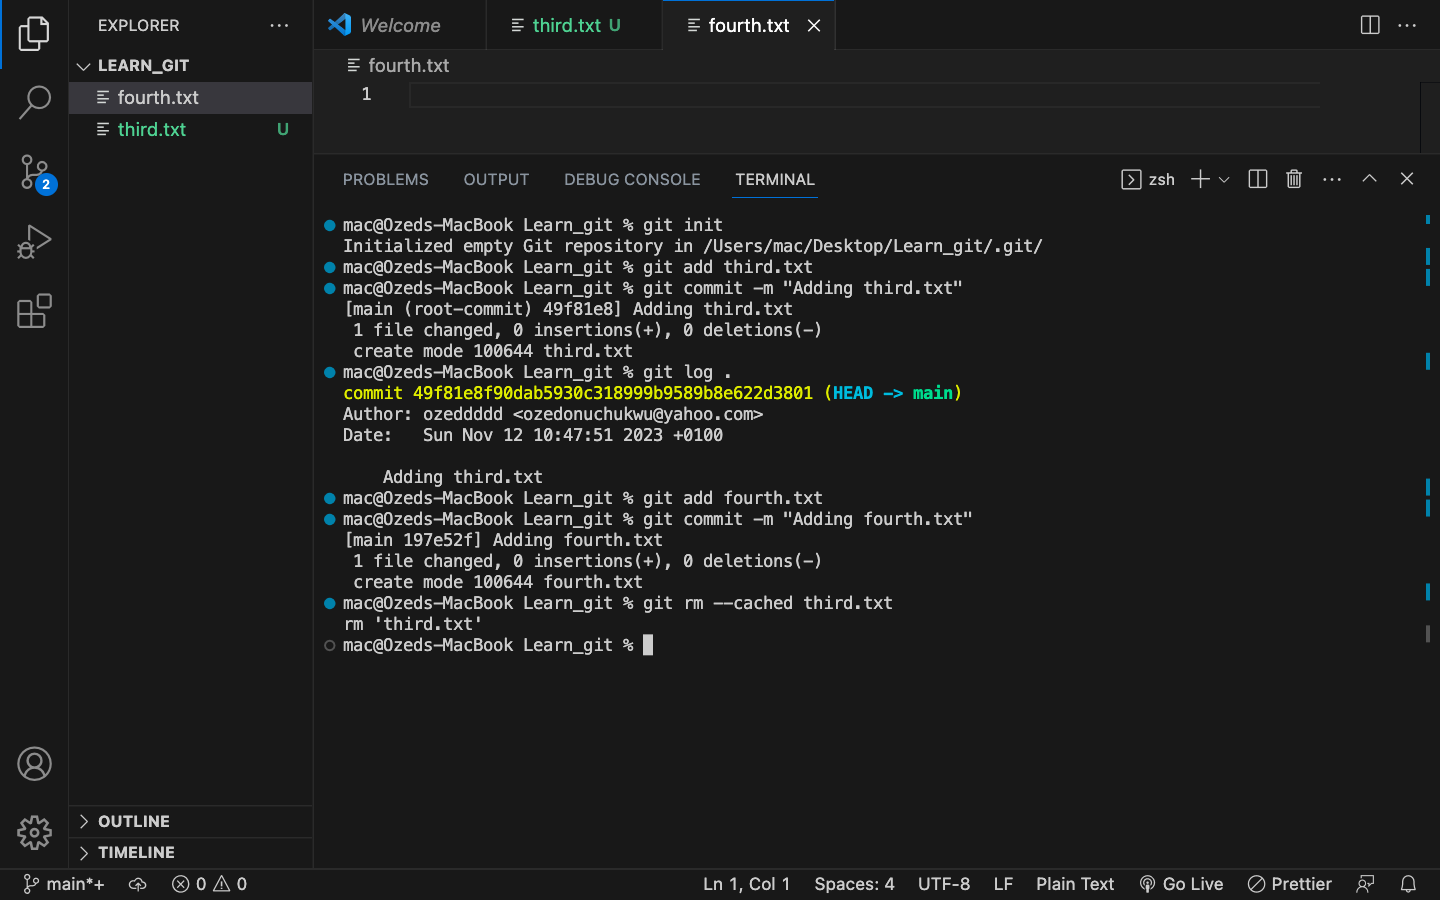 EXPLORER
LEARN_GIT
fourth.txt
third.txt U
2
OUTLINE
TIMELINE
Welcome
third.txt U
fourth.txt
fourth.txt
1
PROBLEMS OUTPUT DEBUG CONSOLE TERMINAL
zsh
mac@Ozeds-MacBook Learn_git % git init
Initialized empty Git repository in /Users/mac/Desktop/Learn_git/.git/
mac@Ozeds-MacBook Learn_git % git add third.txt
mac@Ozeds-MacBook Learn_git % git commit -m "Adding third.txt"
[main (root-commit) 49f81e8] Adding third.txt
 1 file changed, 0 insertions(+), 0 deletions(-)
 create mode 100644 third.txt
mac@Ozeds-MacBook Learn_git % git log .
commit 49f81e8f90dab5930c318999b9589b8e622d3801 (HEAD -> main)
Author: ozeddddd <ozedonuchukwu@yahoo.com>
Date:   Sun Nov 12 10:47:51 2023 +0100
    Adding third.txt
mac@Ozeds-MacBook Learn_git % git add fourth.txt
mac@Ozeds-MacBook Learn_git % git commit -m "Adding fourth.txt"
[main 197e52f] Adding fourth.txt
 1 file changed, 0 insertions(+), 0 deletions(-)
 create mode 100644 fourth.txt
mac@Ozeds-MacBook Learn_git % git rm --cached third.txt
rm 'third.txt'
mac@Ozeds-MacBook Learn_git %
main*+ 0 0 Ln 1, Col 1 Spaces: 4 UTF-8 LF Plain Text Go Live Prettier